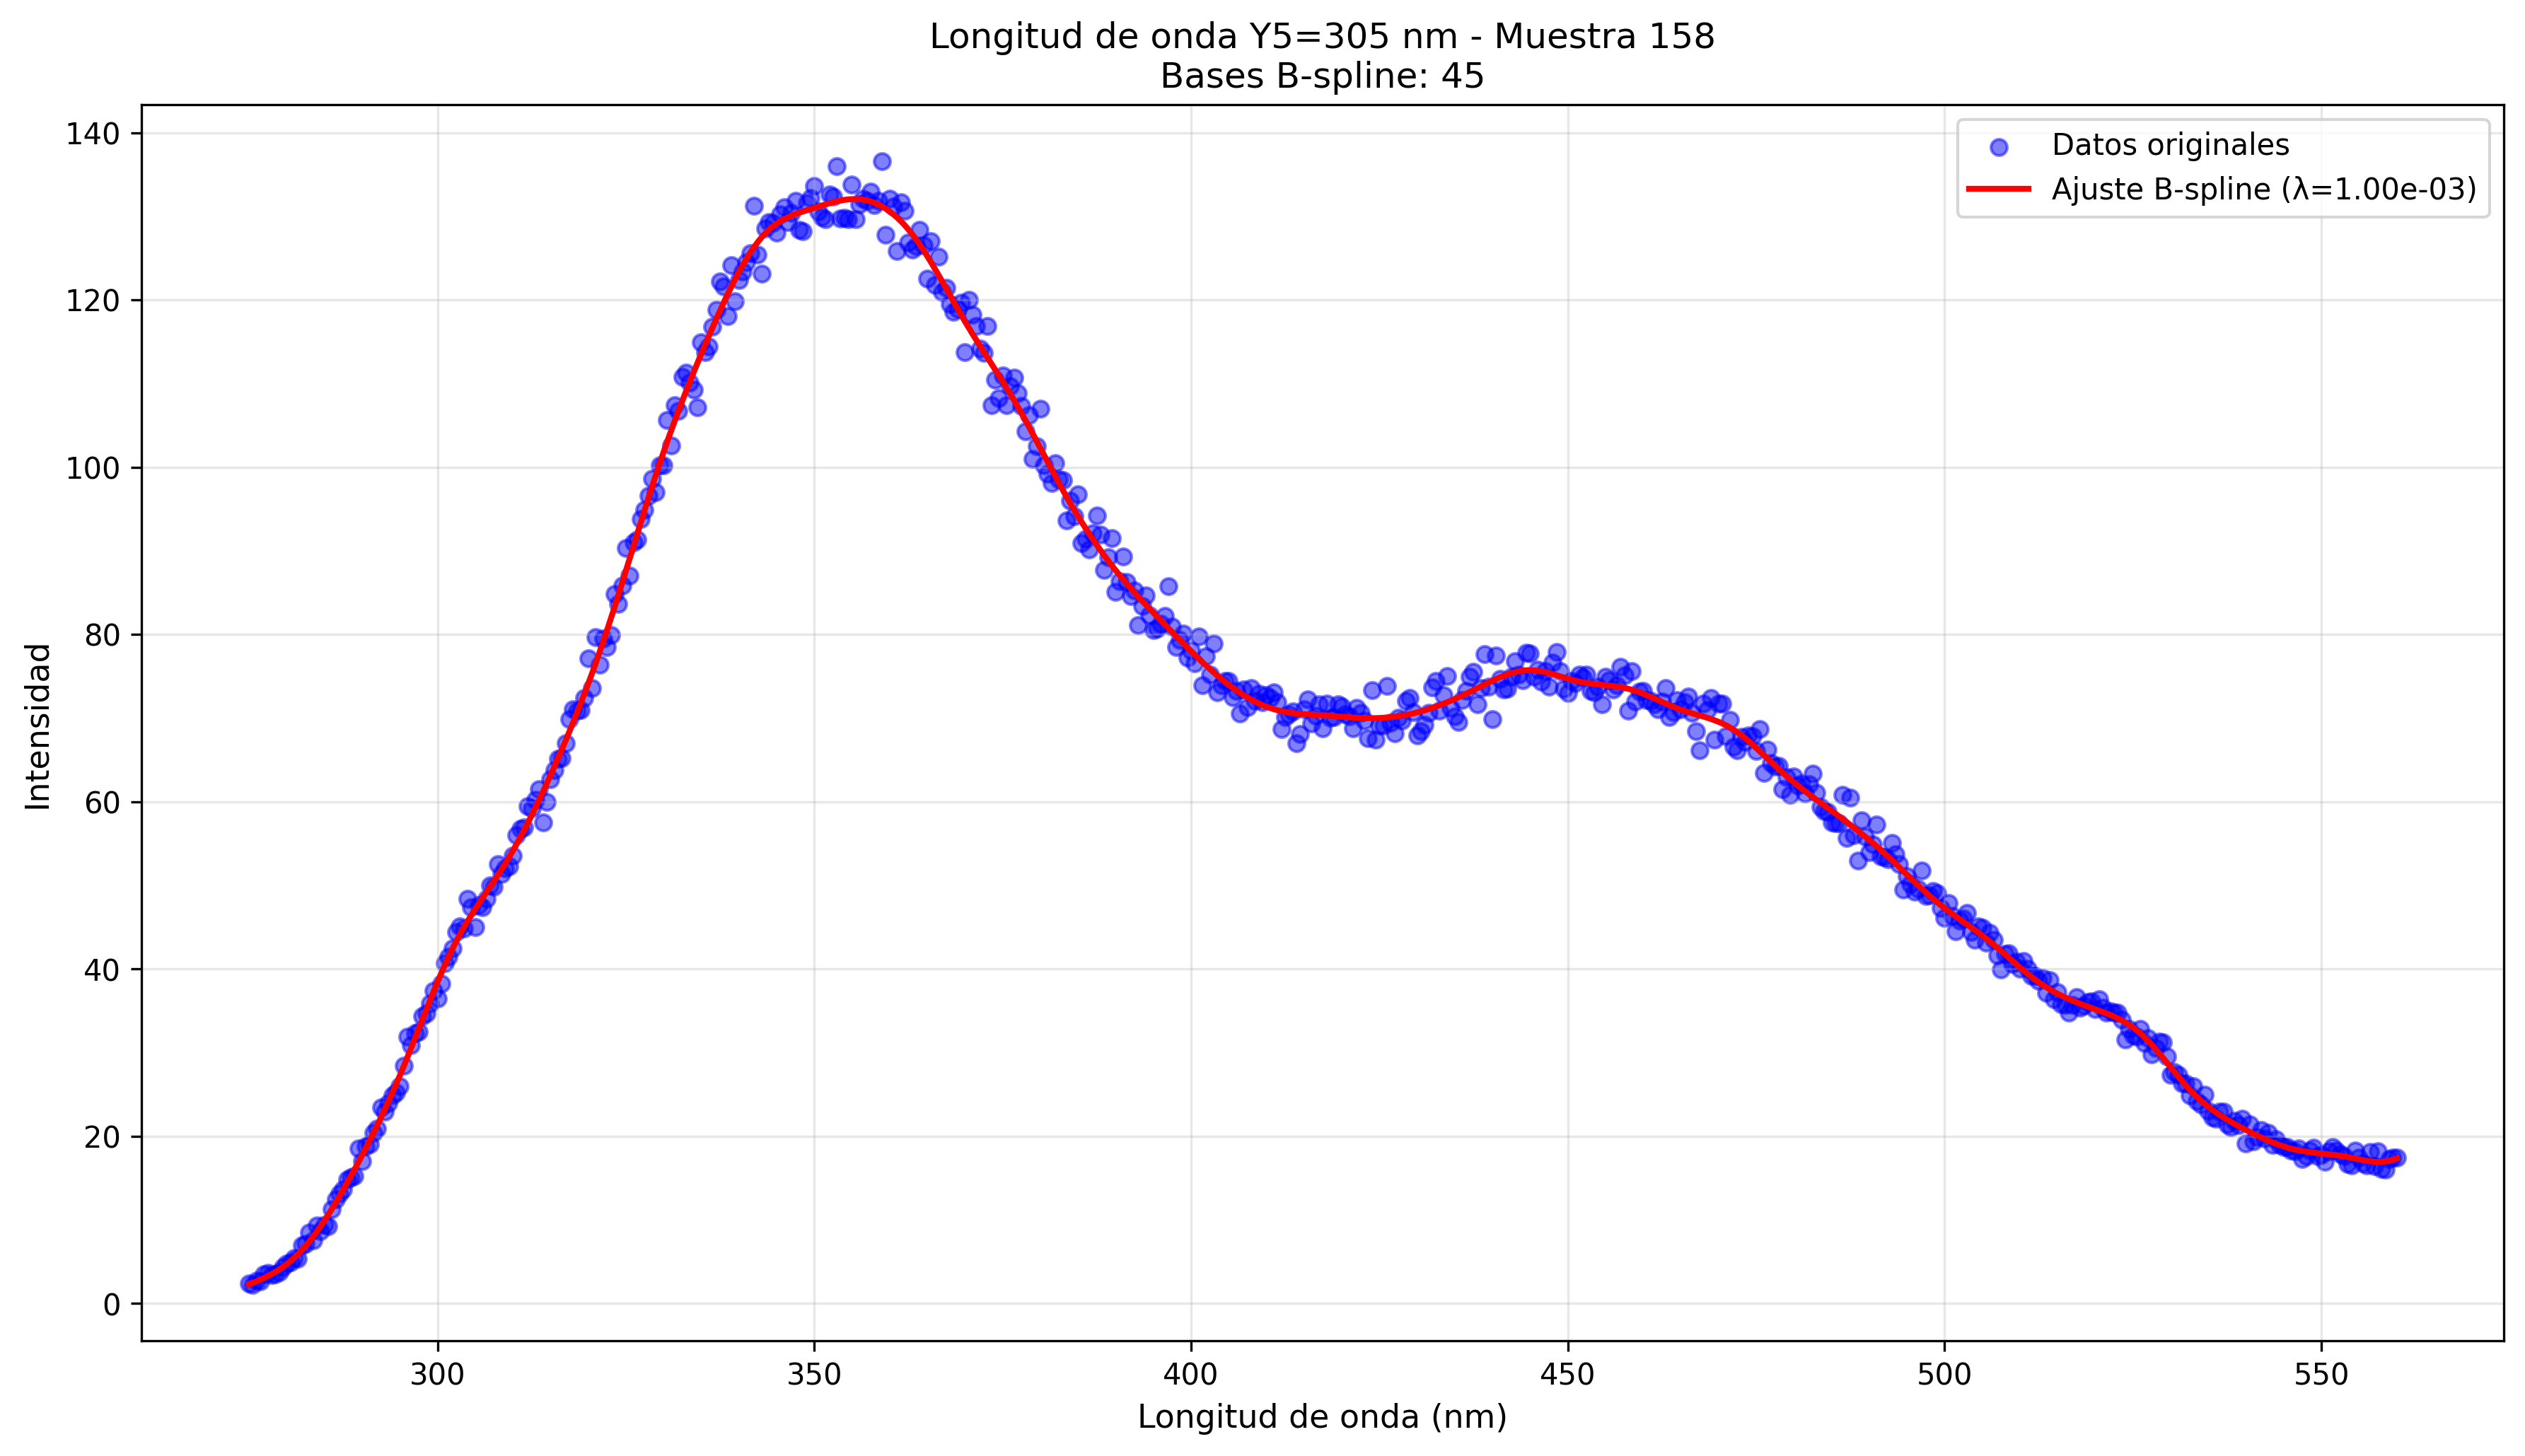 Longitud de onda Y5=305 nm - Muestra 158
Bases B-spline: 45
Datos originales
Ajuste B-spline (λ=1.00e-03)
Intensidad
140
120
100
80
60
40
20
0
300
350
400
450
500
550
Longitud de onda (nm)